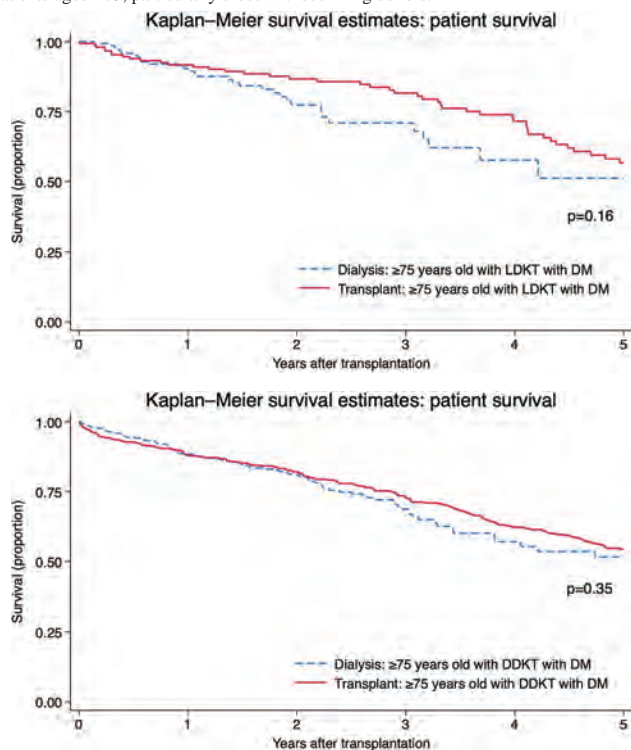 Kaplan–Meier survival estimates: patient survival
1.00
0.75
0.50
0.25
0.00
Survival (proportion)
p=0.16
Dialysis: ≥75 years old with LDKT with DM
Transplant: ≥75 years old with LDKT with DM
0 1 2 3 4 5
Years after transplantation
Kaplan–Meier survival estimates: patient survival
1.00
0.75
0.50
0.25
0.00
Survival (proportion)
p=0.35
Dialysis: ≥75 years old with DDKT with DM
Transplant: ≥75 years old with DDKT with DM
0 1 2 3 4 5
Years after transplantation